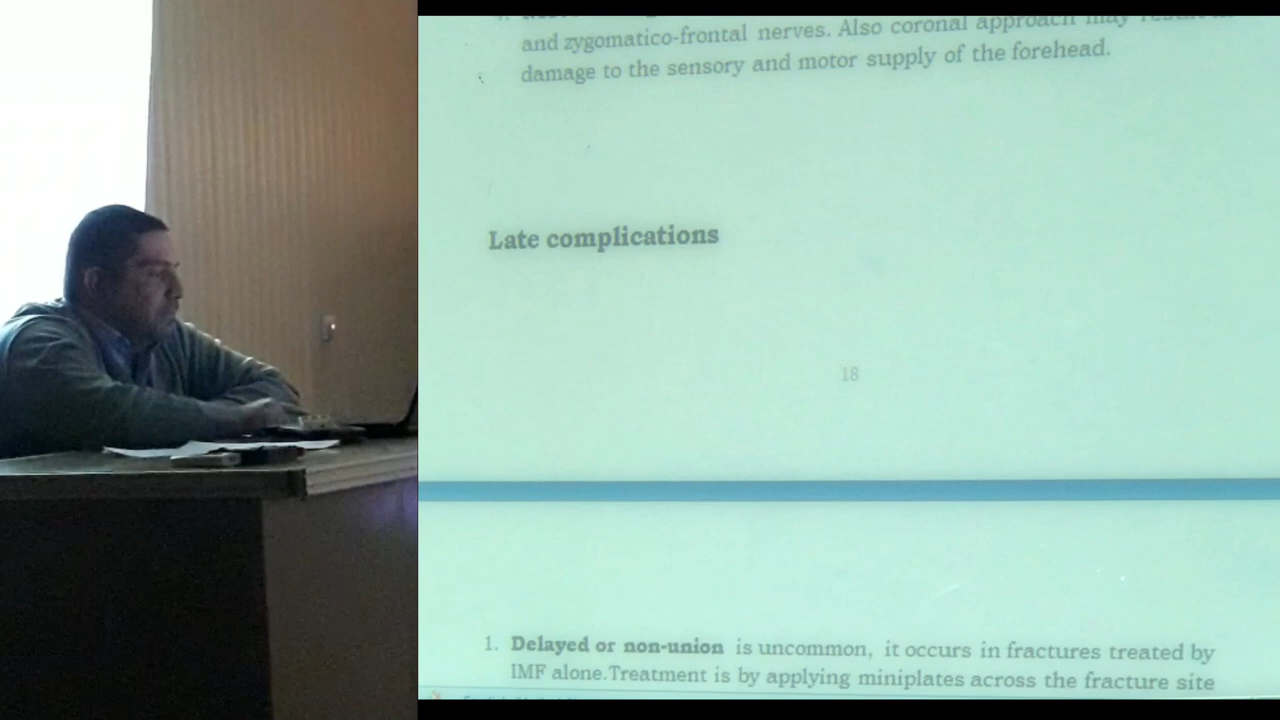 and zygomatico-frontal nerves. Also coronal approach may
damage to the sensory and motor supply of the forehead.
Late complications
18
1. Delayed or non-union is uncommon, it occurs in fractures treated by
IMF alone.Treatment is by applying miniplates across the fracture site